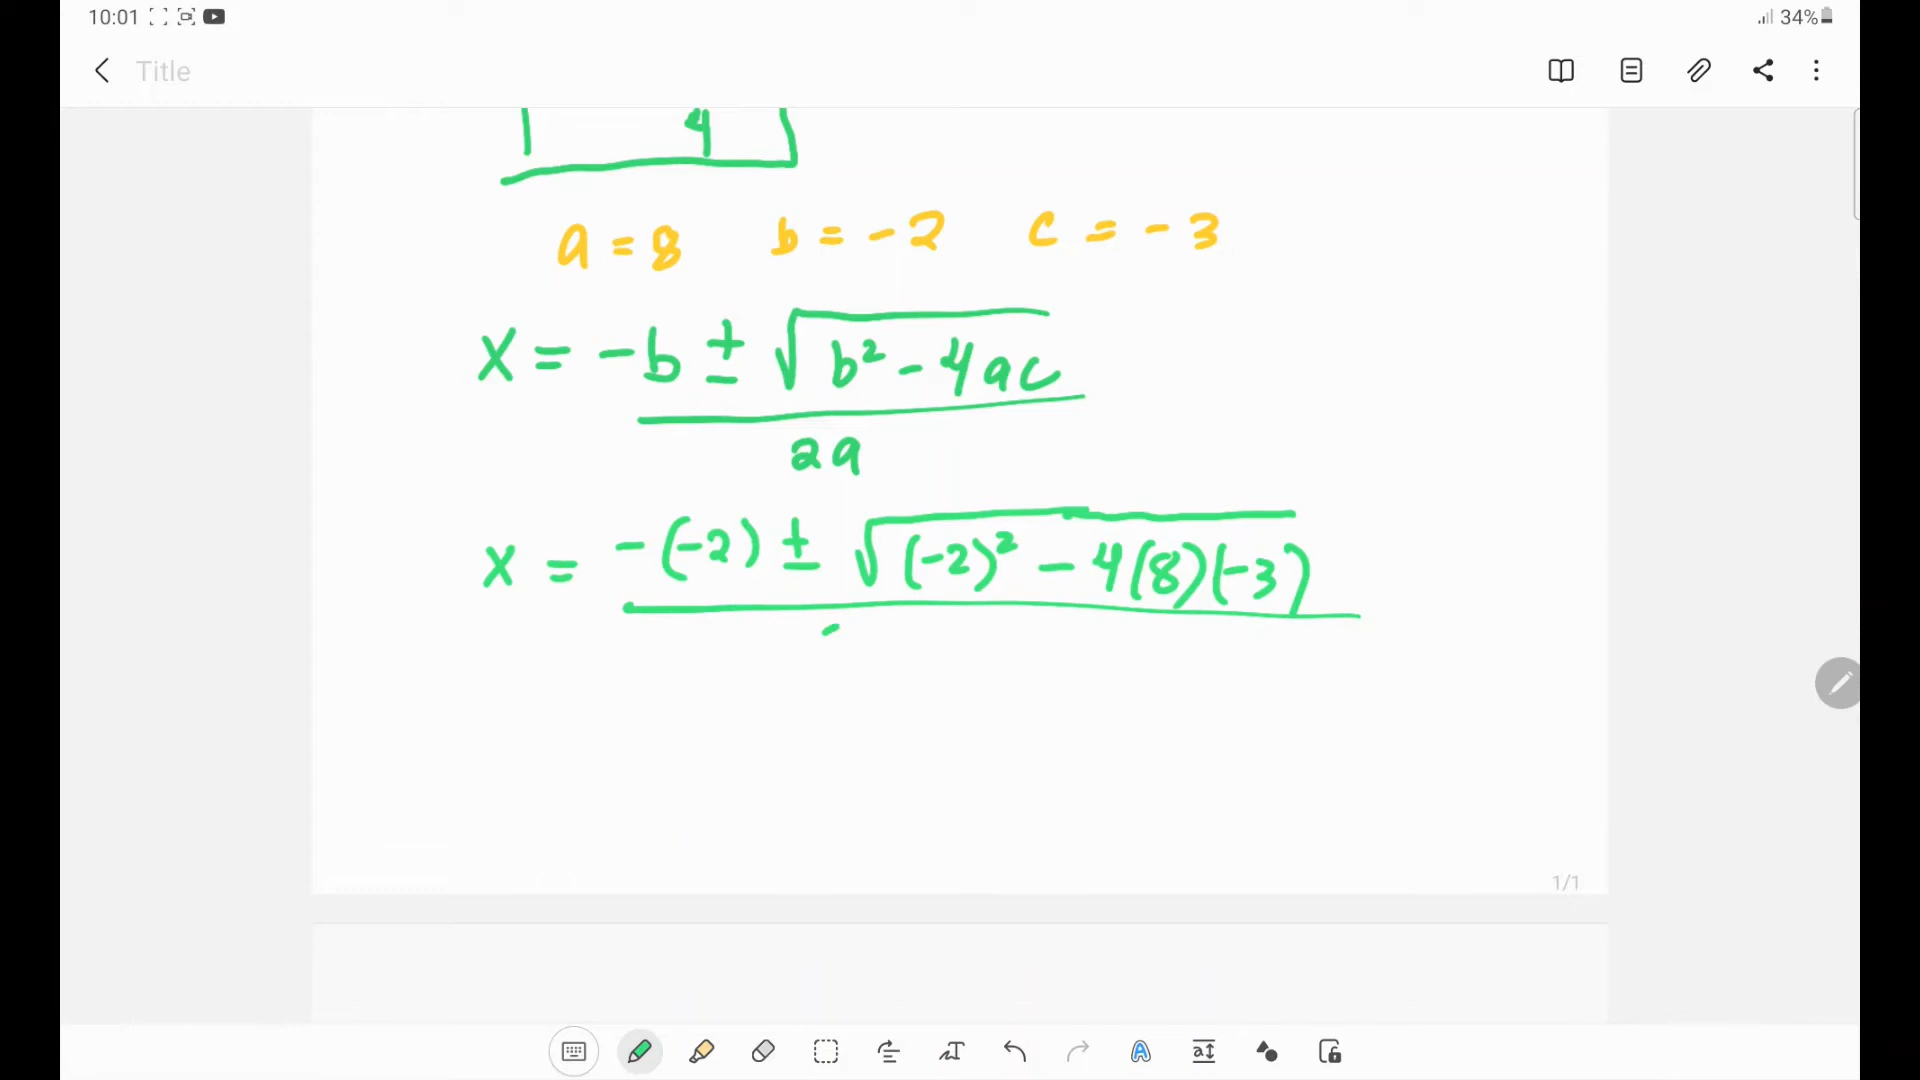 10:01 34%
Title
4
a = 8 b = -2 c = -3
x = -b ± √b² - 4ac
2a
x = -(-2) ± √(-2)² - 4(8)(-3)
1/1